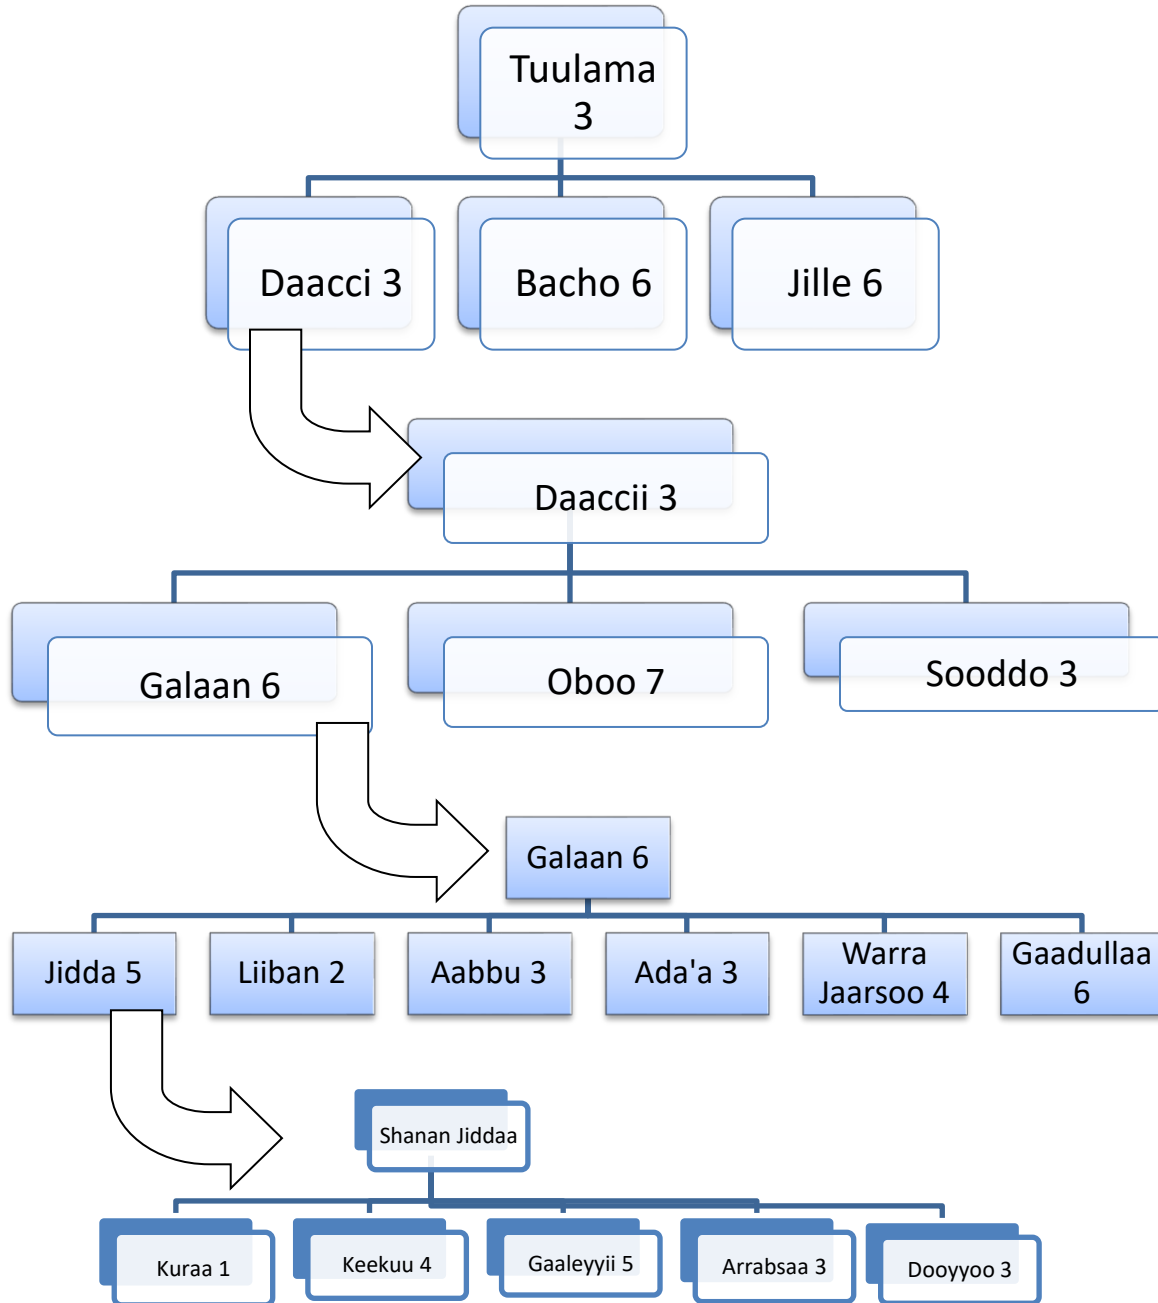 Tuulama
3
Daacci 3
Bacho 6
Jille 6
Daaccii 3
Galaan 6
Oboo 7
Sooddo 3
Galaan 6
Jidda 5
Liiban 2
Aabbu 3
Ada'a 3
Warra
Jaarsoo 4
Gaadullaa
6
Shanan Jiddaa
Kuraa 1
Keekuu 4
Gaaleyyii 5
Arrabsaa 3
Dooyyoo 3